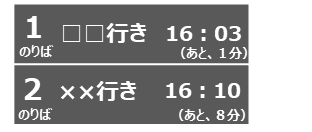 1 □□行き 16：03
のりば (あと、1分)
2 ××行き 16：10
のりば (あと、8分)